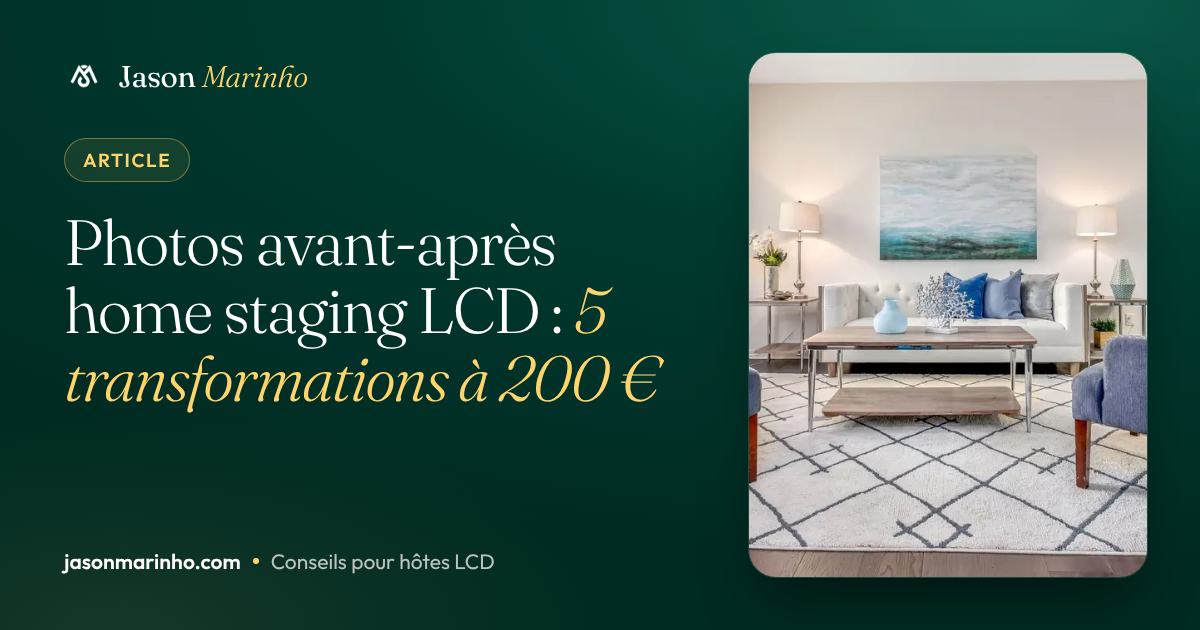 Jason Marinho
ARTICLE
Photos avant-après
home staging LCD : 5
transformations à 200 €
jasonmarinho.com • Conseils pour hôtes LCD